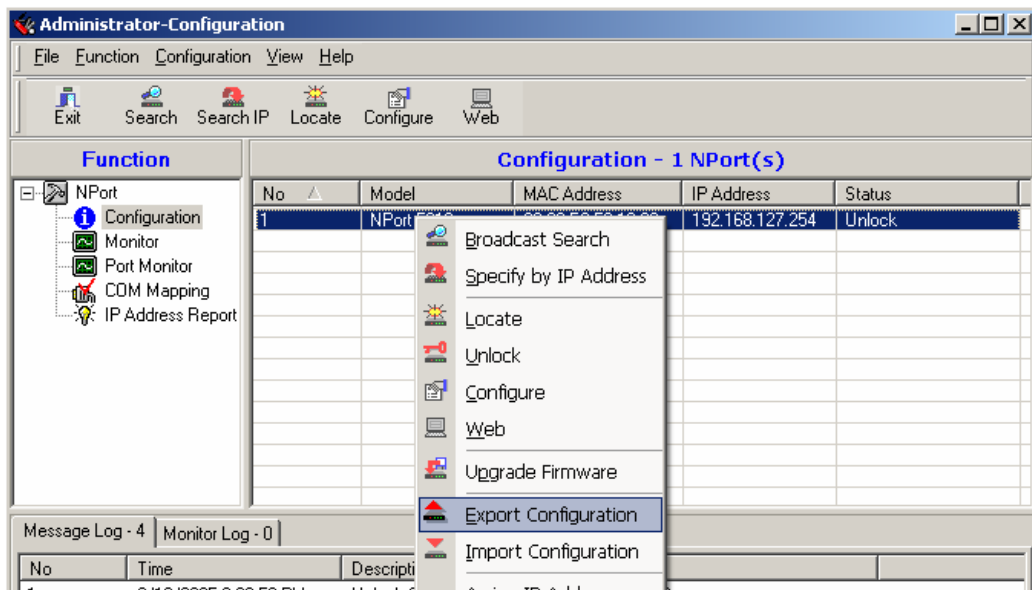 Administrator-Configuration
File Function Configuration View Help
Exit Search Search IP Locate Configure Web
Function
Configuration - 1 NPort(s)
NPort
Configuration
Monitor
Port Monitor
COM Mapping
IP Address Report
No Model MAC Address IP Address Status
1 NPort 192.168.127.254 Unlock
Broadcast Search
Specify by IP Address
Locate
Unlock
Configure
Web
Upgrade Firmware
Export Configuration
Import Configuration
Message Log - 4 Monitor Log - 0
No Time Descripti